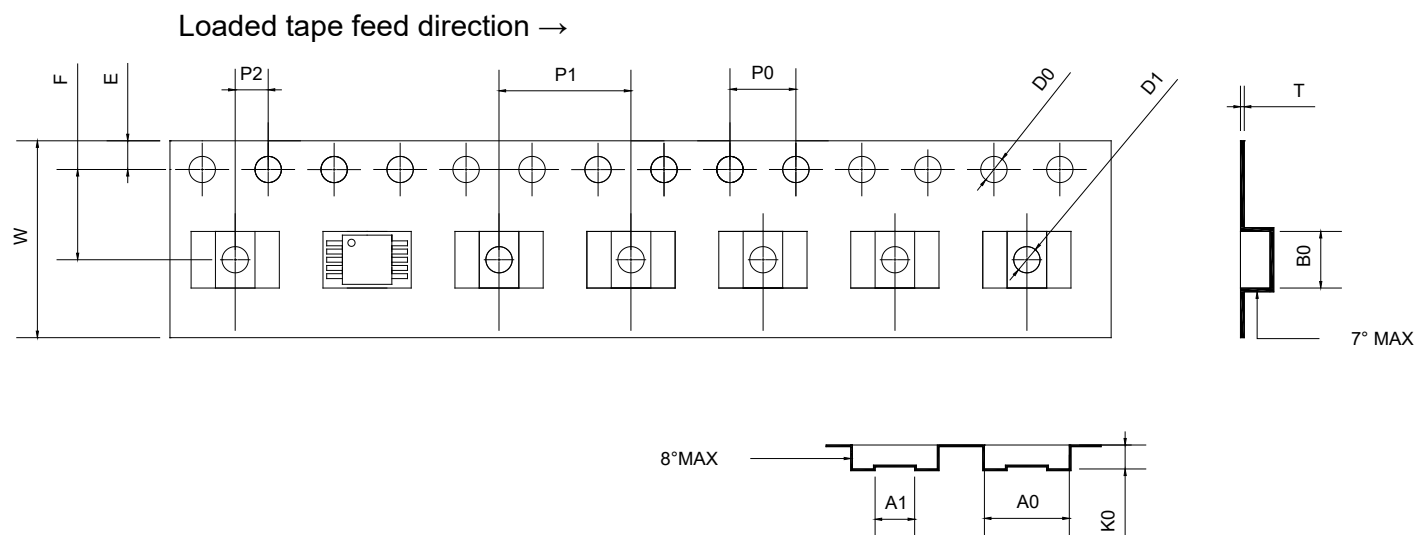 Loaded tape feed direction →
F
E
P2
P1
P0
D0
D1
T
W
B0
7° MAX
8°MAX
A1
A0
K0